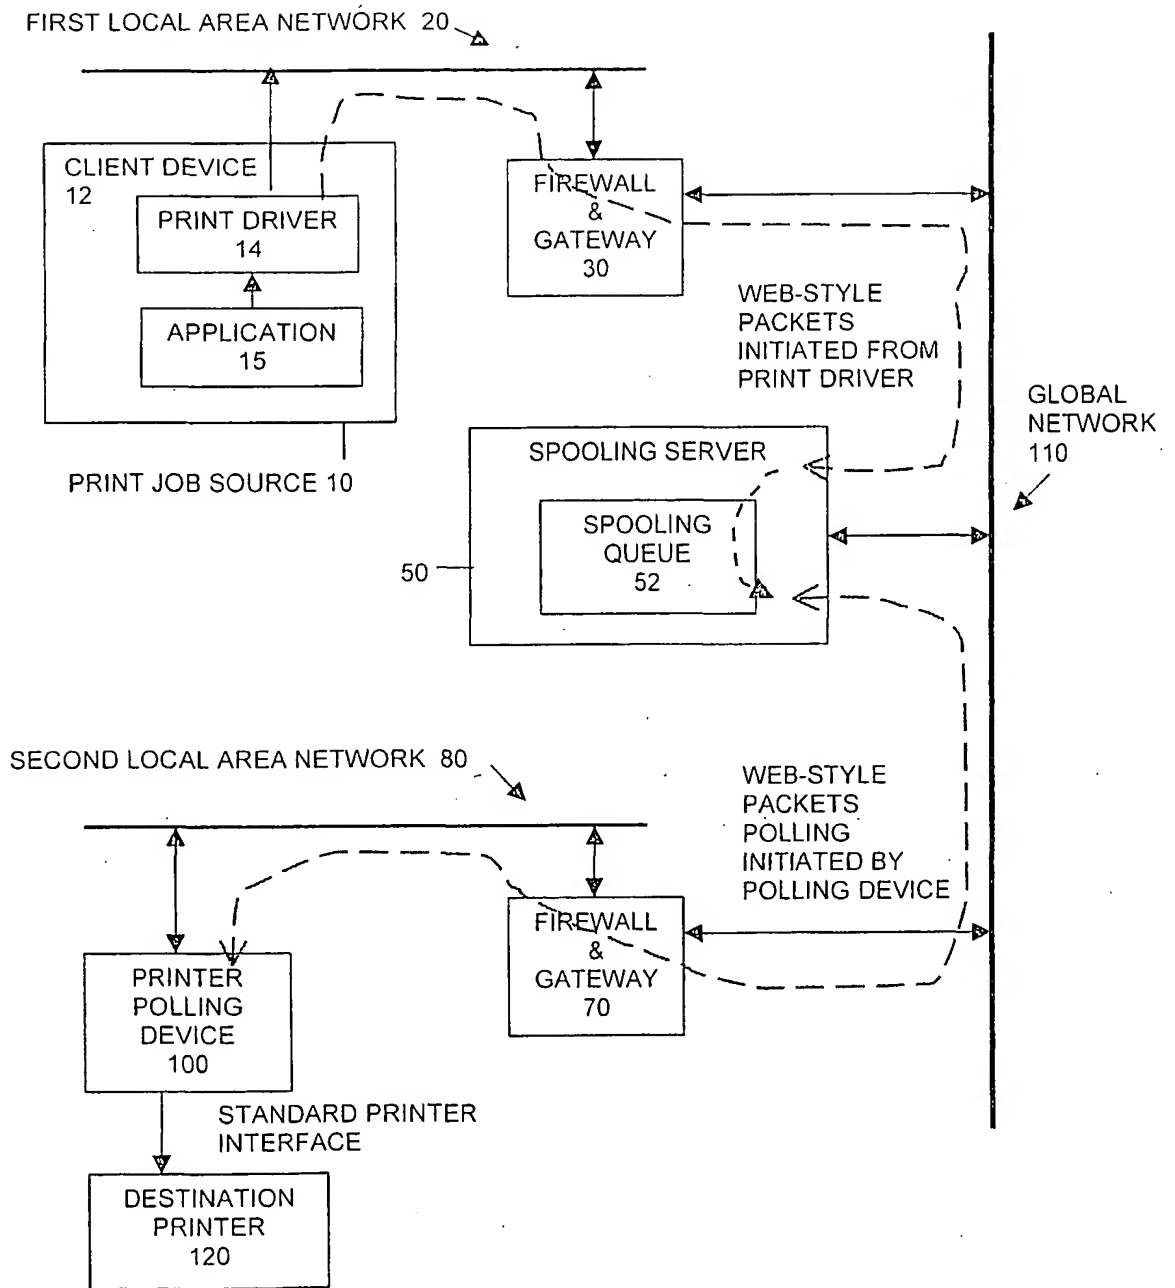 FIRST LOCAL AREA NETWORK 20
CLIENT DEVICE
12
PRINT DRIVER
14
APPLICATION
15
PRINT JOB SOURCE 10
FIREWALL
&
GATEWAY
30
WEB-STYLE
PACKETS
INITIATED FROM
PRINT DRIVER
GLOBAL
NETWORK
110
SPOOLING SERVER
SPOOLING
QUEUE
52
50
SECOND LOCAL AREA NETWORK 80
WEB-STYLE
PACKETS
POLLING
INITIATED BY
POLLING DEVICE
FIREWALL
&
GATEWAY
70
PRINTER
POLLING
DEVICE
100
STANDARD PRINTER
INTERFACE
DESTINATION
PRINTER
120